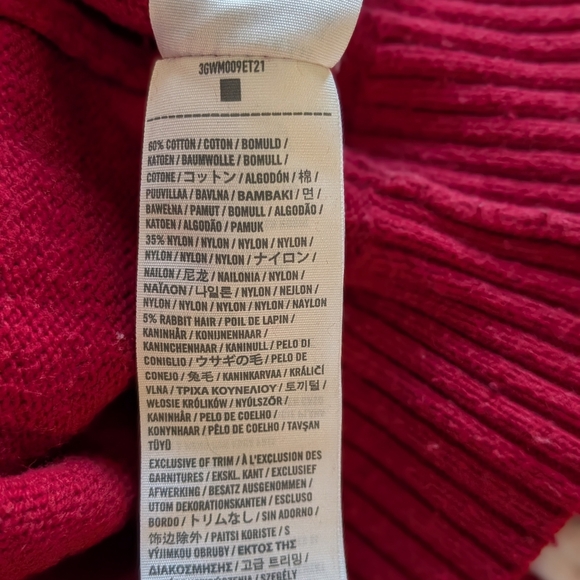 3GWM009ET21
60% COTTON / COTON / BOMULD /
KATOEN / BAUMWOLLE / BOMULL /
COTONE / コットン / ALGODÓN / 棉 /
PUUVILLAA / BAVLNA / ΒΑΜΒΑΚΙ / 면 /
BAWEŁNA / PAMUT / BOMULL / ALGODÃO /
KATOEN / ALGODÃO / PAMUK
35% NYLON / NYLON / NYLON / NYLON /
NYLON / NYLON / NYLON / ナイロン /
NAILON / 尼龙 / NAILONIA / NYLON /
ΝΑΪΛΟΝ / 나일론 / NYLON / NEJLON /
NYLON / NYLON / NYLON / NYLON / NAYLON
5% RABBIT HAIR / POIL DE LAPIN /
KANINHÅR / KONIJNENHAAR /
KANINCHENHAAR / KANINULL / PELO DI
CONIGLIO / ウサギの毛 / PELO DE
CONEJO / 兔毛 / KANINKARVAA / KRÁLIČÍ
VLNA / ΤΡΙΧΑ ΚΟΥΝΕΛΙΟΥ / 토끼털 /
WŁOSIE KRÓLIKÓW / NYÚLSZŐR /
KANINHÅR / PELO DE COELHO /
KONYNHAAR / PÊLO DE COELHO / TAVŞAN
TÜYÜ
EXCLUSIVE OF TRIM / À L'EXCLUSION DES
GARNITURES / EKSKL. KANT / EXCLUSIEF
AFWERKING / BESATZ AUSGENOMMEN /
UTOM DEKORATIONSKANTEN / ESCLUSO
BORDO / トリムなし / SIN ADORNO /
饰边除外 / PAITSI KORISTE / S
VÝJIMKOU OBRUBY / ΕΚΤΟΣ ΤΗΣ
ΔΙΑΚΟΣΜΗΣΗΣ / 고급 트리밍 /
/ SZEGÉLY